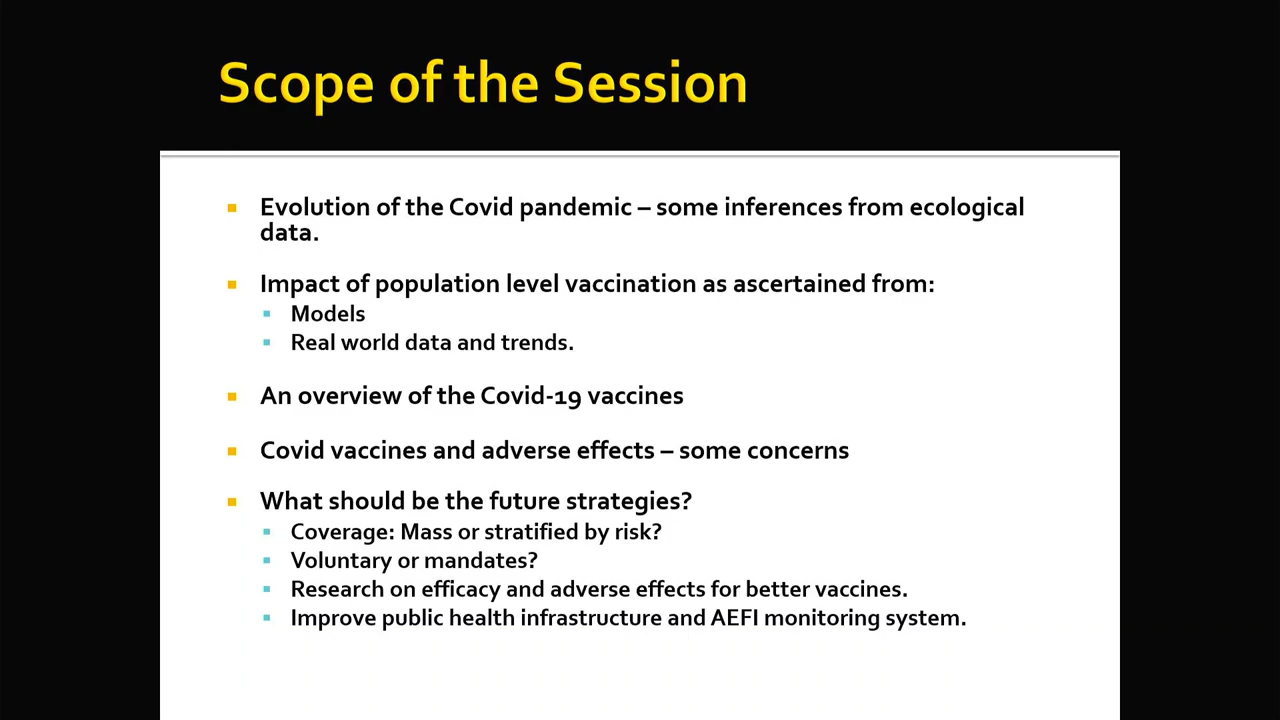 Scope of the Session
Evolution of the Covid pandemic – some inferences from ecological
data.
Impact of population level vaccination as ascertained from:
Models
Real world data and trends.
An overview of the Covid-19 vaccines
Covid vaccines and adverse effects – some concerns
What should be the future strategies?
Coverage: Mass or stratified by risk?
Voluntary or mandates?
Research on efficacy and adverse effects for better vaccines.
Improve public health infrastructure and AEFI monitoring system.